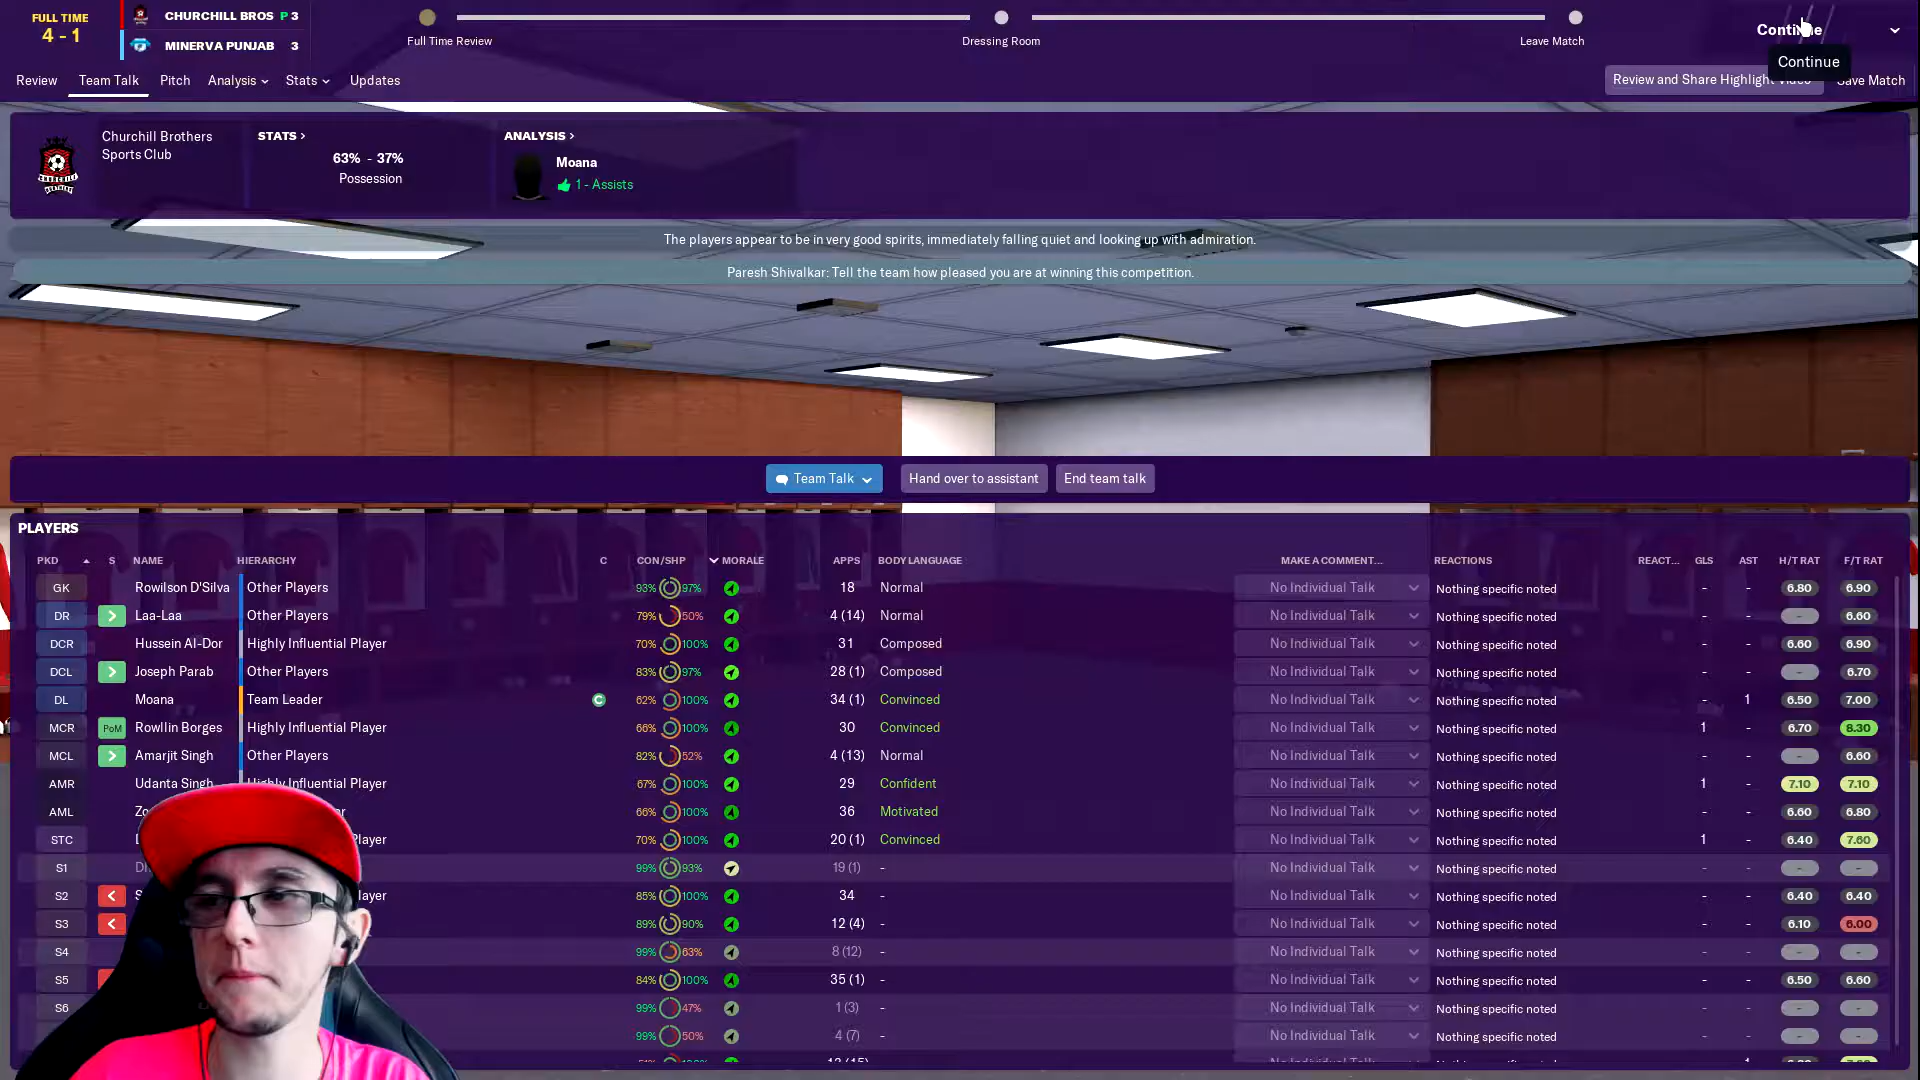 FULL TIME
4 - 1
CHURCHILL BROS P 3
MINERVA PUNJAB 3
Full Time Review
Dressing Room
Leave Match
Continue
Continue
Review
Team Talk
Pitch
Analysis
Stats
Updates
Review and Share Highlight Video
Save Match
Churchill Brothers
Sports Club
STATS >
63% - 37%
Possession
ANALYSIS >
Moana
1 - Assists
The players appear to be in very good spirits, immediately falling quiet and looking up with admiration.
Paresh Shivalkar: Tell the team how pleased you are at winning this competition.
Team Talk
Hand over to assistant
End team talk
PLAYERS
PKD S NAME HIERARCHY C CON/SHP MORALE APPS BODY LANGUAGE MAKE A COMMENT... REACTIONS REACT... GLS AST H/T RAT F/T RAT
GK Rowilson D'Silva Other Players 93% 97% 18 Normal No Individual Talk Nothing specific noted - - 6.80 6.90
DR Laa-Laa Other Players 79% 50% 4 (14) Normal No Individual Talk Nothing specific noted - - - 6.60
DCR Hussein Al-Dor Highly Influential Player 70% 100% 31 Composed No Individual Talk Nothing specific noted - - 6.60 6.90
DCL Joseph Parab Other Players 83% 97% 28 (1) Composed No Individual Talk Nothing specific noted - - - 6.70
DL Moana Team Leader C 62% 100% 34 (1) Convinced No Individual Talk Nothing specific noted - 1 6.50 7.00
MCR PoM Rowllin Borges Highly Influential Player 66% 100% 30 Convinced No Individual Talk Nothing specific noted 1 - 6.70 8.30
MCL Amarjit Singh Other Players 82% 52% 4 (13) Normal No Individual Talk Nothing specific noted - - - 6.60
AMR Udanta Singh Highly Influential Player 67% 100% 29 Confident No Individual Talk Nothing specific noted 1 - 7.10 7.10
AML 66% 100% 36 Motivated No Individual Talk Nothing specific noted - - 6.60 6.80
STC Player 70% 100% 20 (1) Convinced No Individual Talk Nothing specific noted 1 - 6.40 7.60
S1 99% 93% 19 (1) - No Individual Talk Nothing specific noted - - - -
S2 85% 100% 34 - No Individual Talk Nothing specific noted - - 6.40 6.40
S3 89% 90% 12 (4) - No Individual Talk Nothing specific noted - - 6.10 6.00
S4 99% 63% 8 (12) - No Individual Talk Nothing specific noted - - - -
S5 84% 100% 35 (1) - No Individual Talk Nothing specific noted - - 6.50 6.60
S6 99% 47% 1 (3) - No Individual Talk Nothing specific noted - - - -
99% 50% 4 (7) - No Individual Talk Nothing specific noted - - - -
No Individual Talk Nothing specific noted